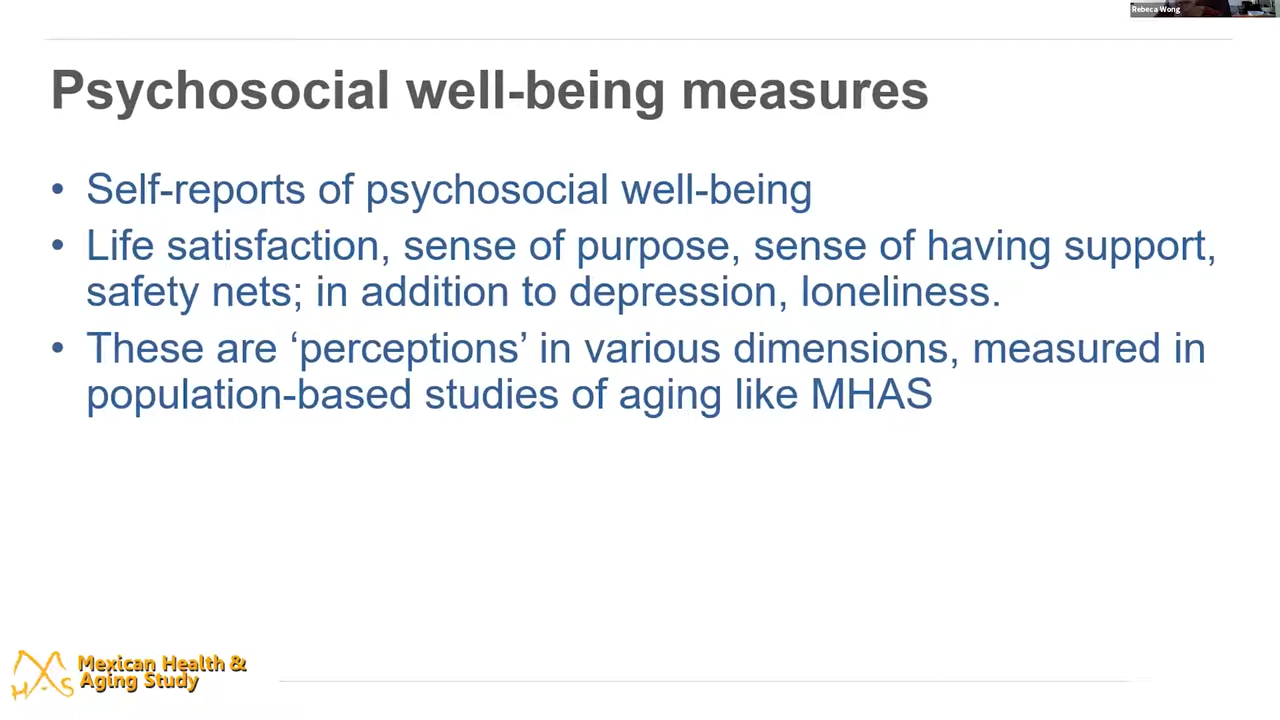 Rebeca Wong
Psychosocial well-being measures
• Self-reports of psychosocial well-being
• Life satisfaction, sense of purpose, sense of having support,
safety nets; in addition to depression, loneliness.
• These are ‘perceptions’ in various dimensions, measured in
population-based studies of aging like MHAS
MHAS
Mexican Health &
Aging Study